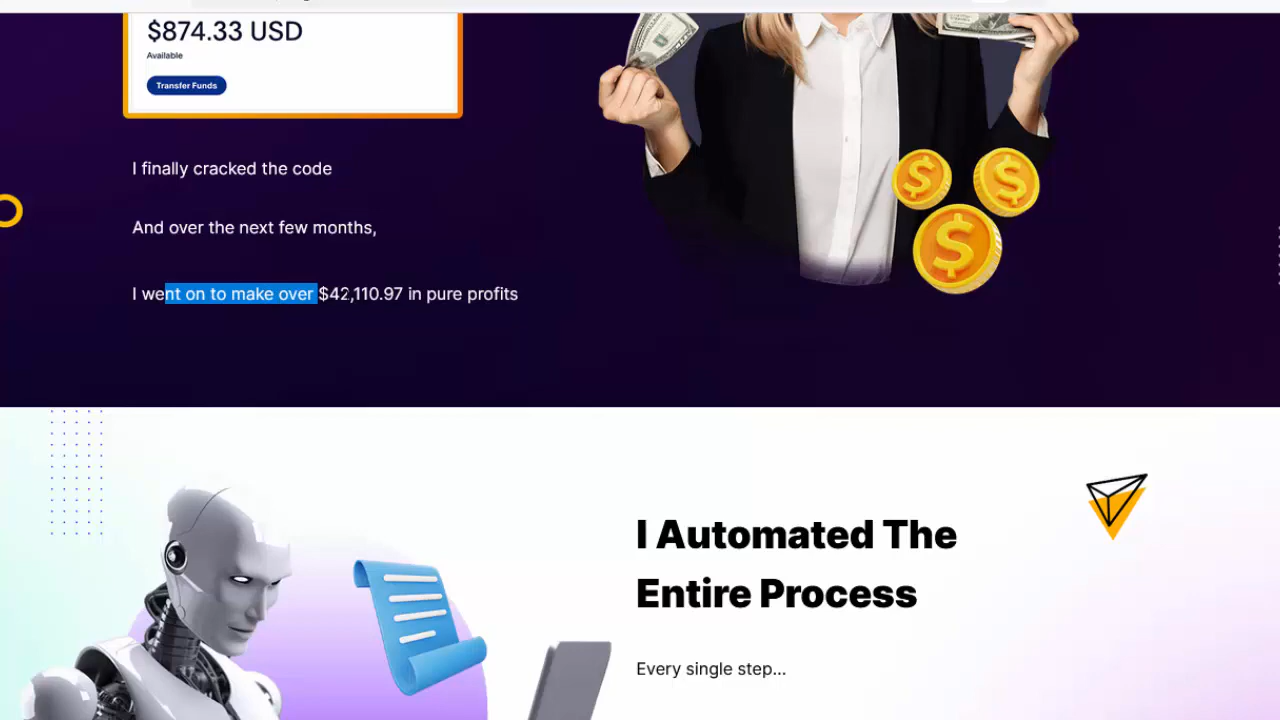 $874.33 USD
Available
Transfer Funds
I finally cracked the code
And over the next few months,
I went on to make over $42,110.97 in pure profits
I Automated The
Entire Process
Every single step...